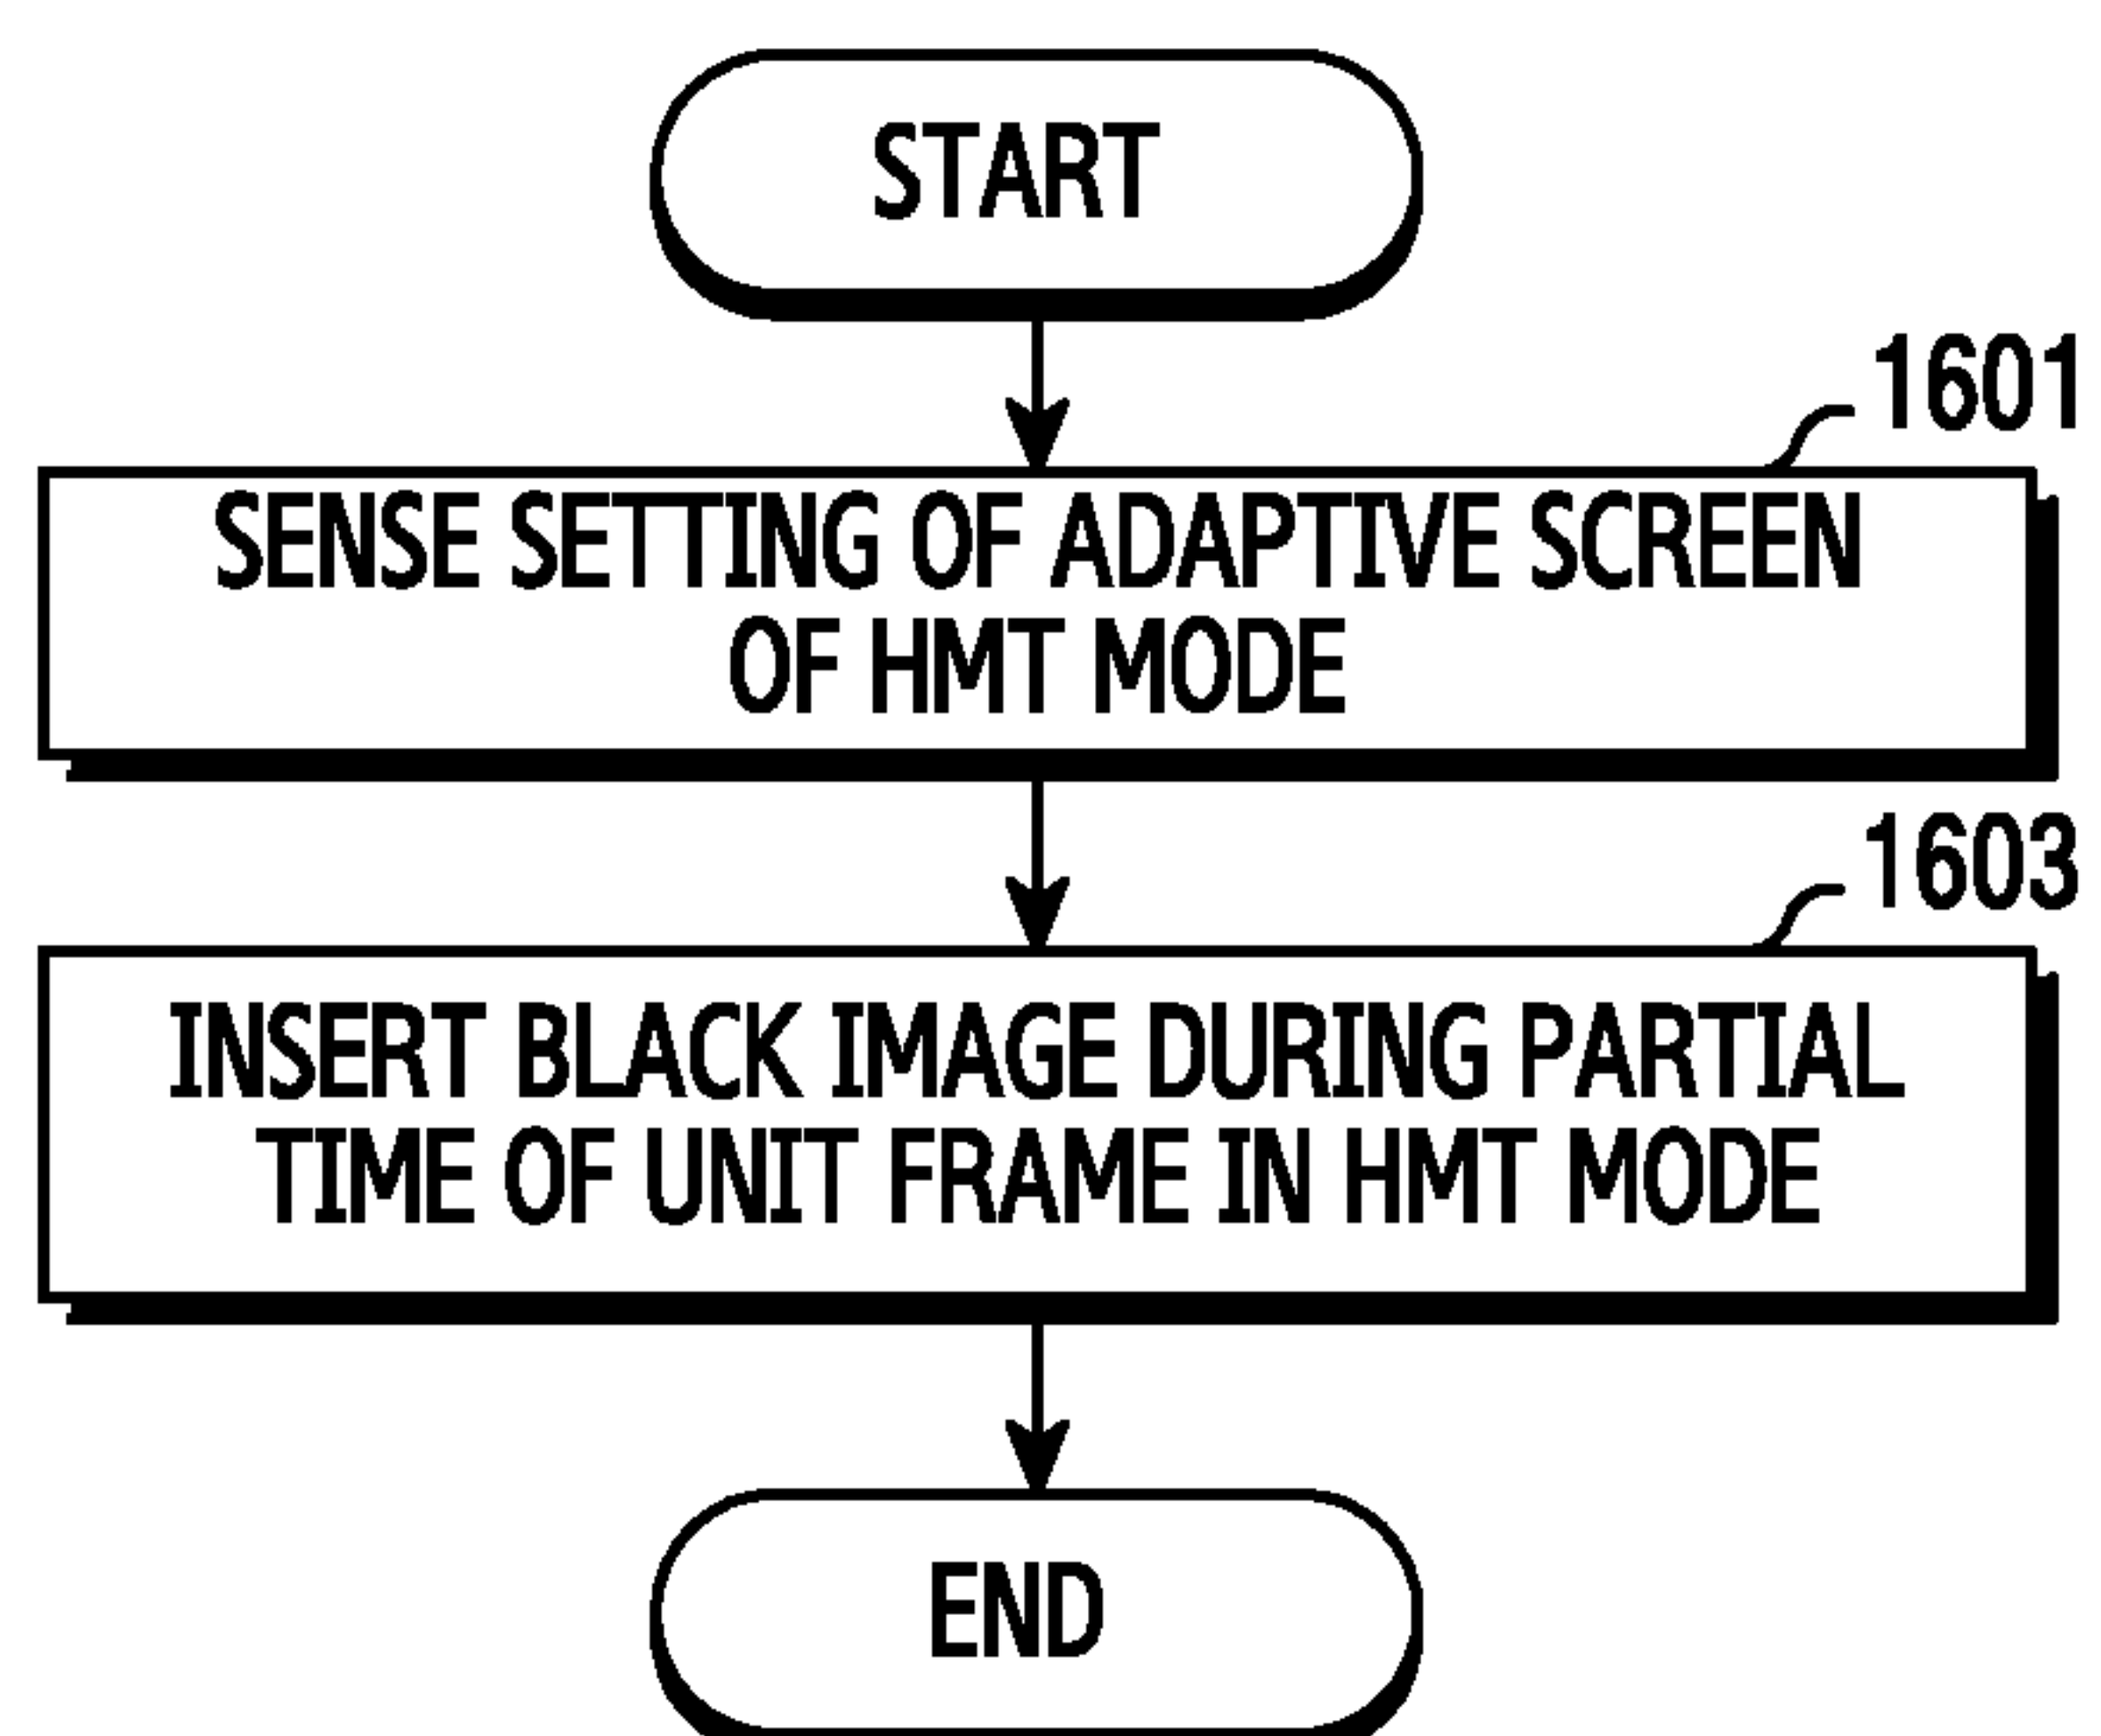 START
1601
SENSE SETTING OF ADAPTIVE SCREEN
OF HMT MODE
1603
INSERT BLACK IMAGE DURING PARTIAL
TIME OF UNIT FRAME IN HMT MODE
END